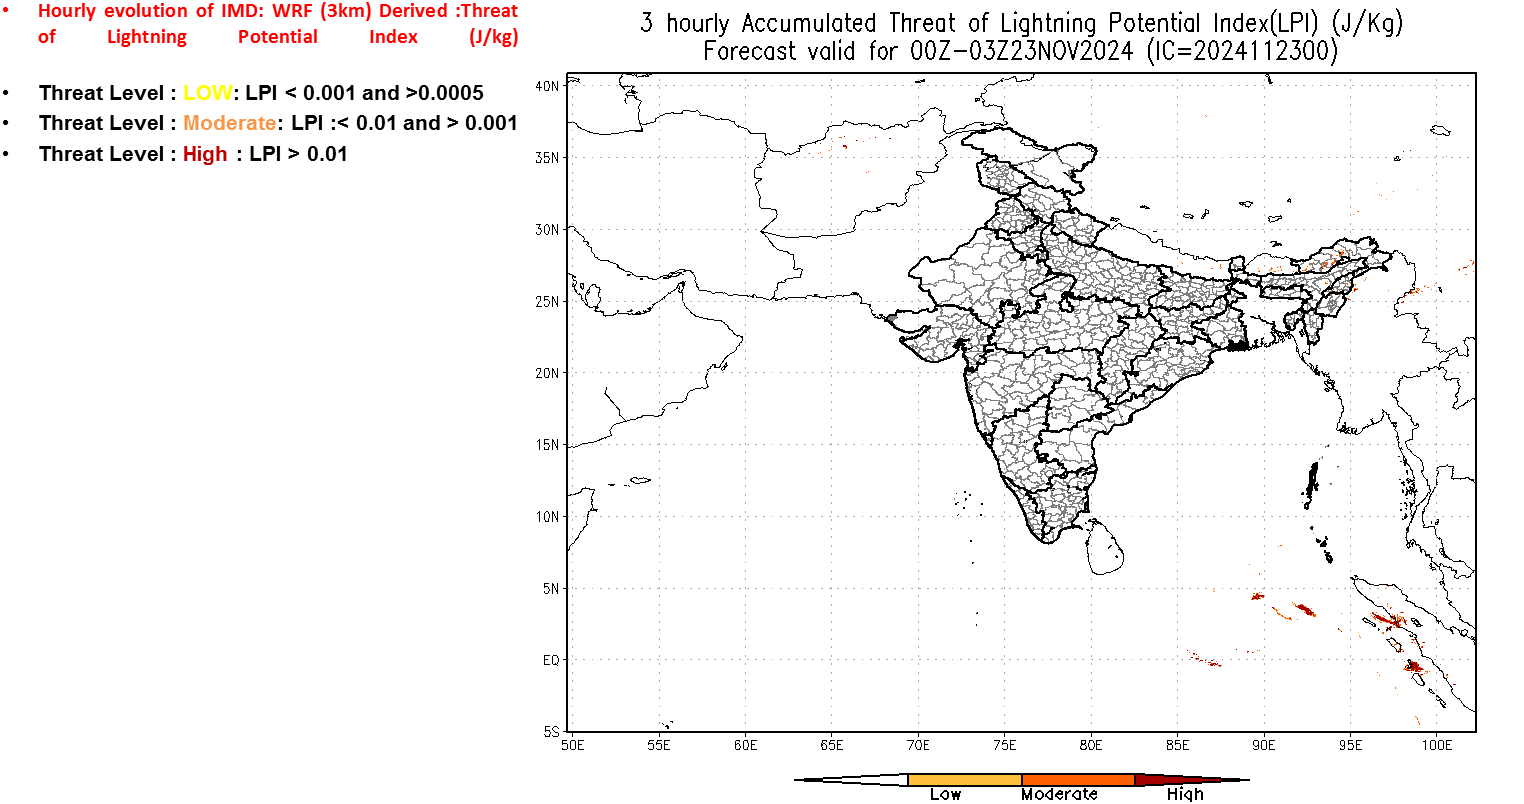 • Hourly evolution of IMD: WRF (3km) Derived :Threat
of Lightning Potential Index (J/kg)
• Threat Level : LOW: LPI < 0.001 and >0.0005
• Threat Level : Moderate: LPI :< 0.01 and > 0.001
• Threat Level : High : LPI > 0.01
3 hourly Accumulated Threat of Lightning Potential Index(LPI) (J/Kg)
Forecast valid for 00Z-03Z23NOV2024 (IC=2024112300)
40N
35N
30N
25N
20N
15N
10N
5N
EQ
5S
50E 55E 60E 65E 70E 75E 80E 85E 90E 95E 100E
Low Moderate High